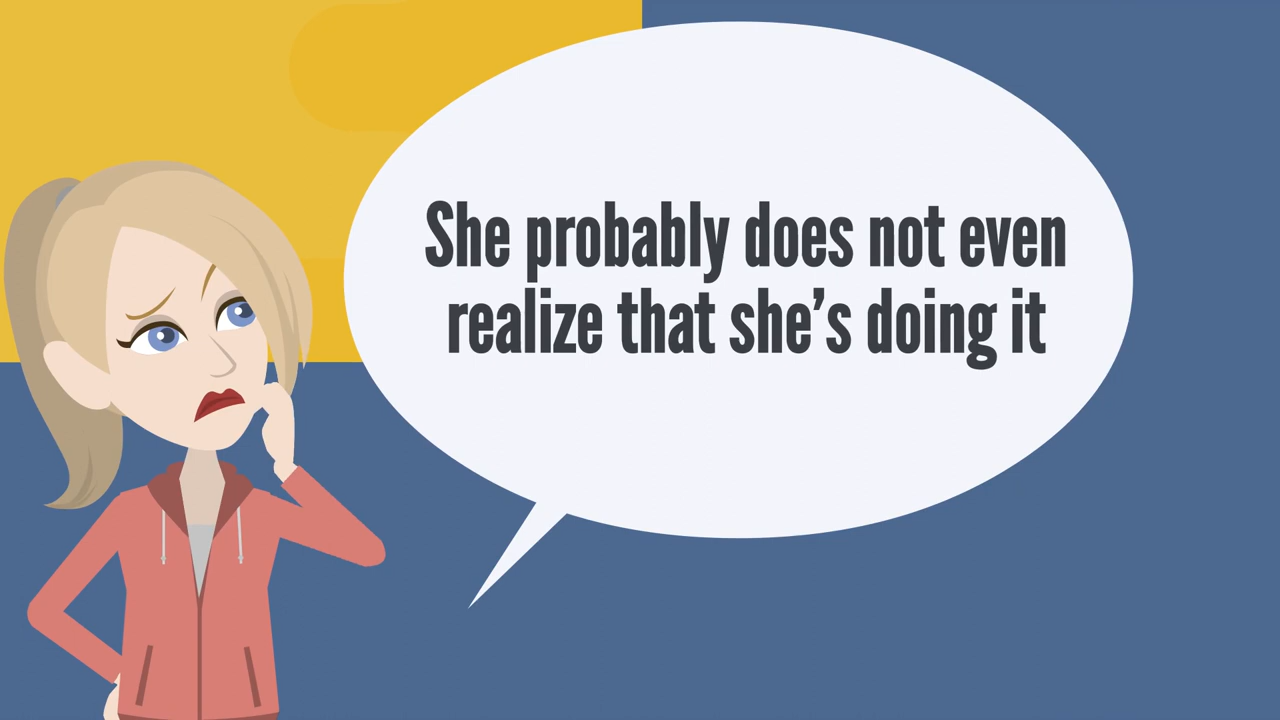 She probably does not even
realize that she’s doing it